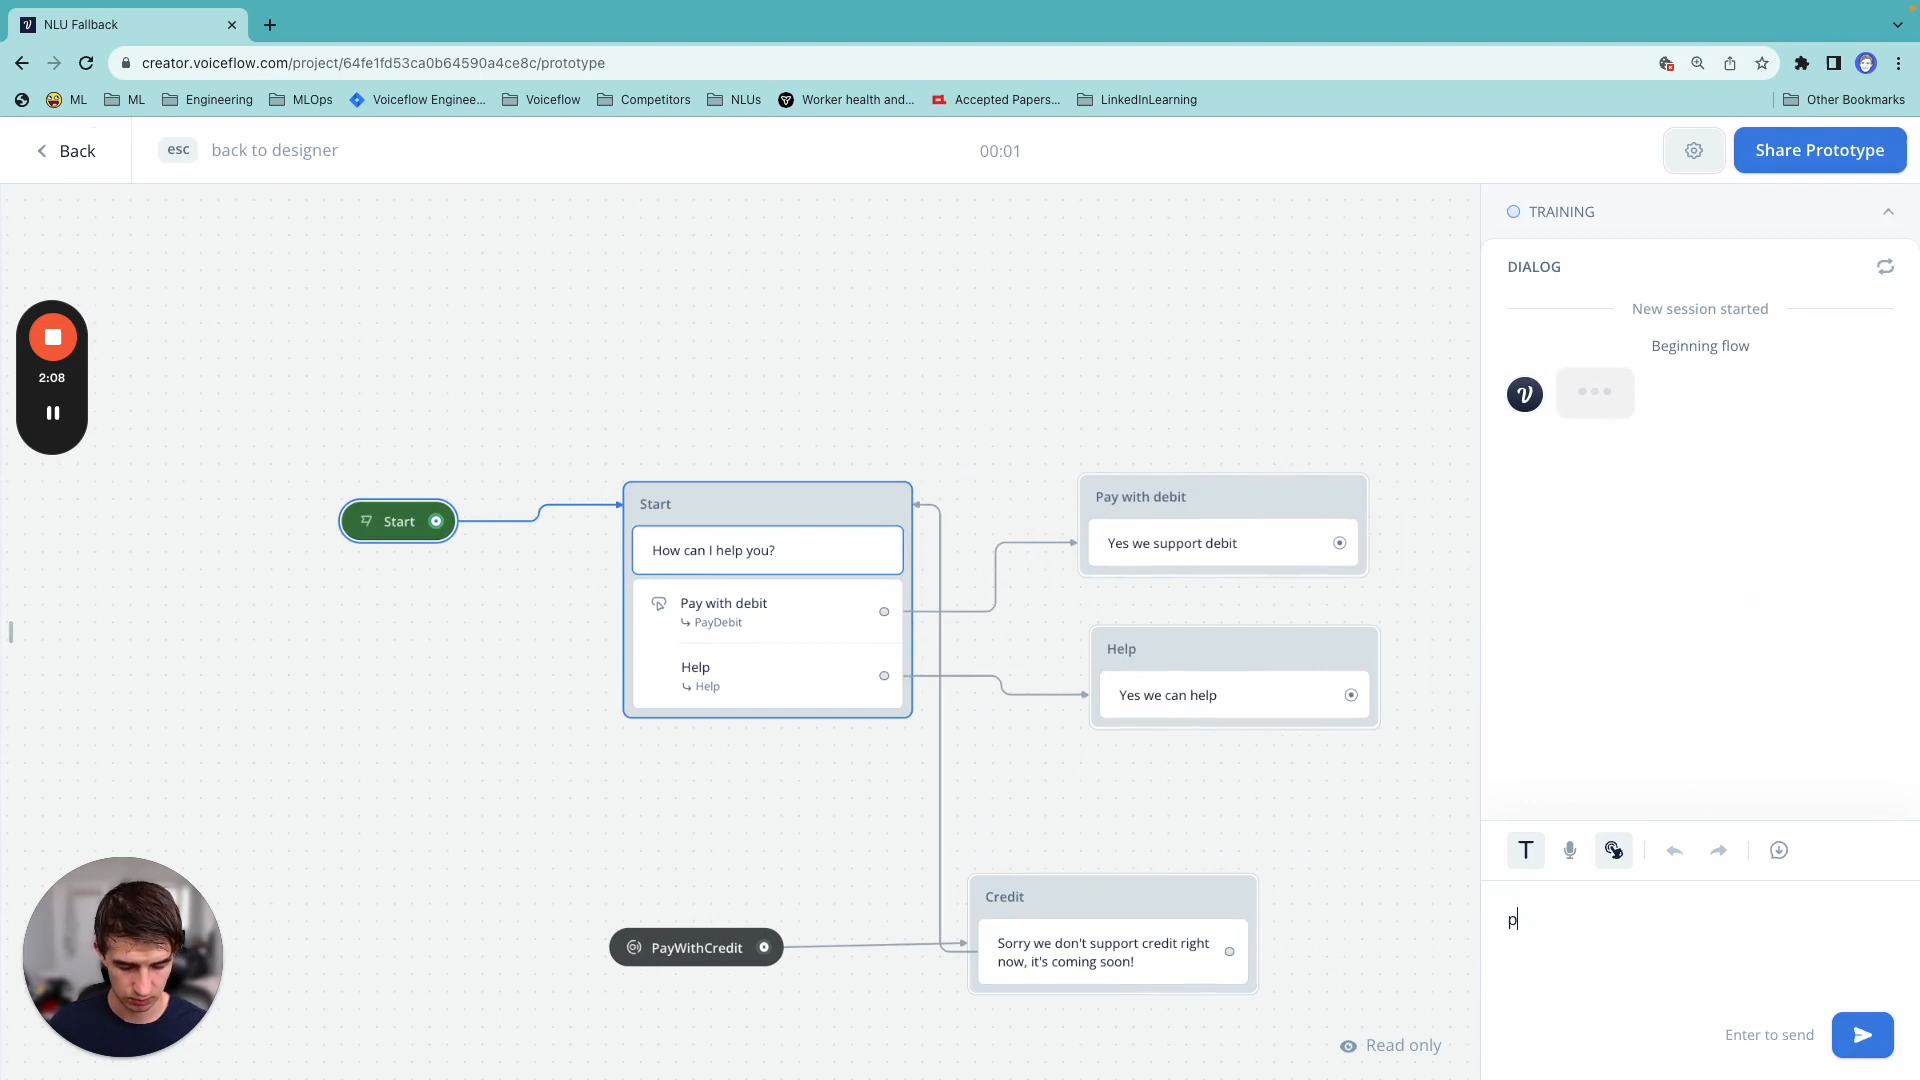 NLU Fallback
creator.voiceflow.com/project/64fe1fd53ca0b64590a4ce8c/prototype
ML
ML
Engineering
MLOps
Voiceflow Enginee...
Voiceflow
Competitors
NLUs
Worker health and...
Accepted Papers...
LinkedInLearning
Other Bookmarks
Back
esc
back to designer
00:01
Share Prototype
TRAINING
DIALOG
New session started
Beginning flow
2:08
Start
Start
How can I help you?
Pay with debit
PayDebit
Help
Help
Pay with debit
Yes we support debit
Help
Yes we can help
PayWithCredit
Credit
Sorry we don't support credit right
now, it's coming soon!
Read only
T
p
Enter to send